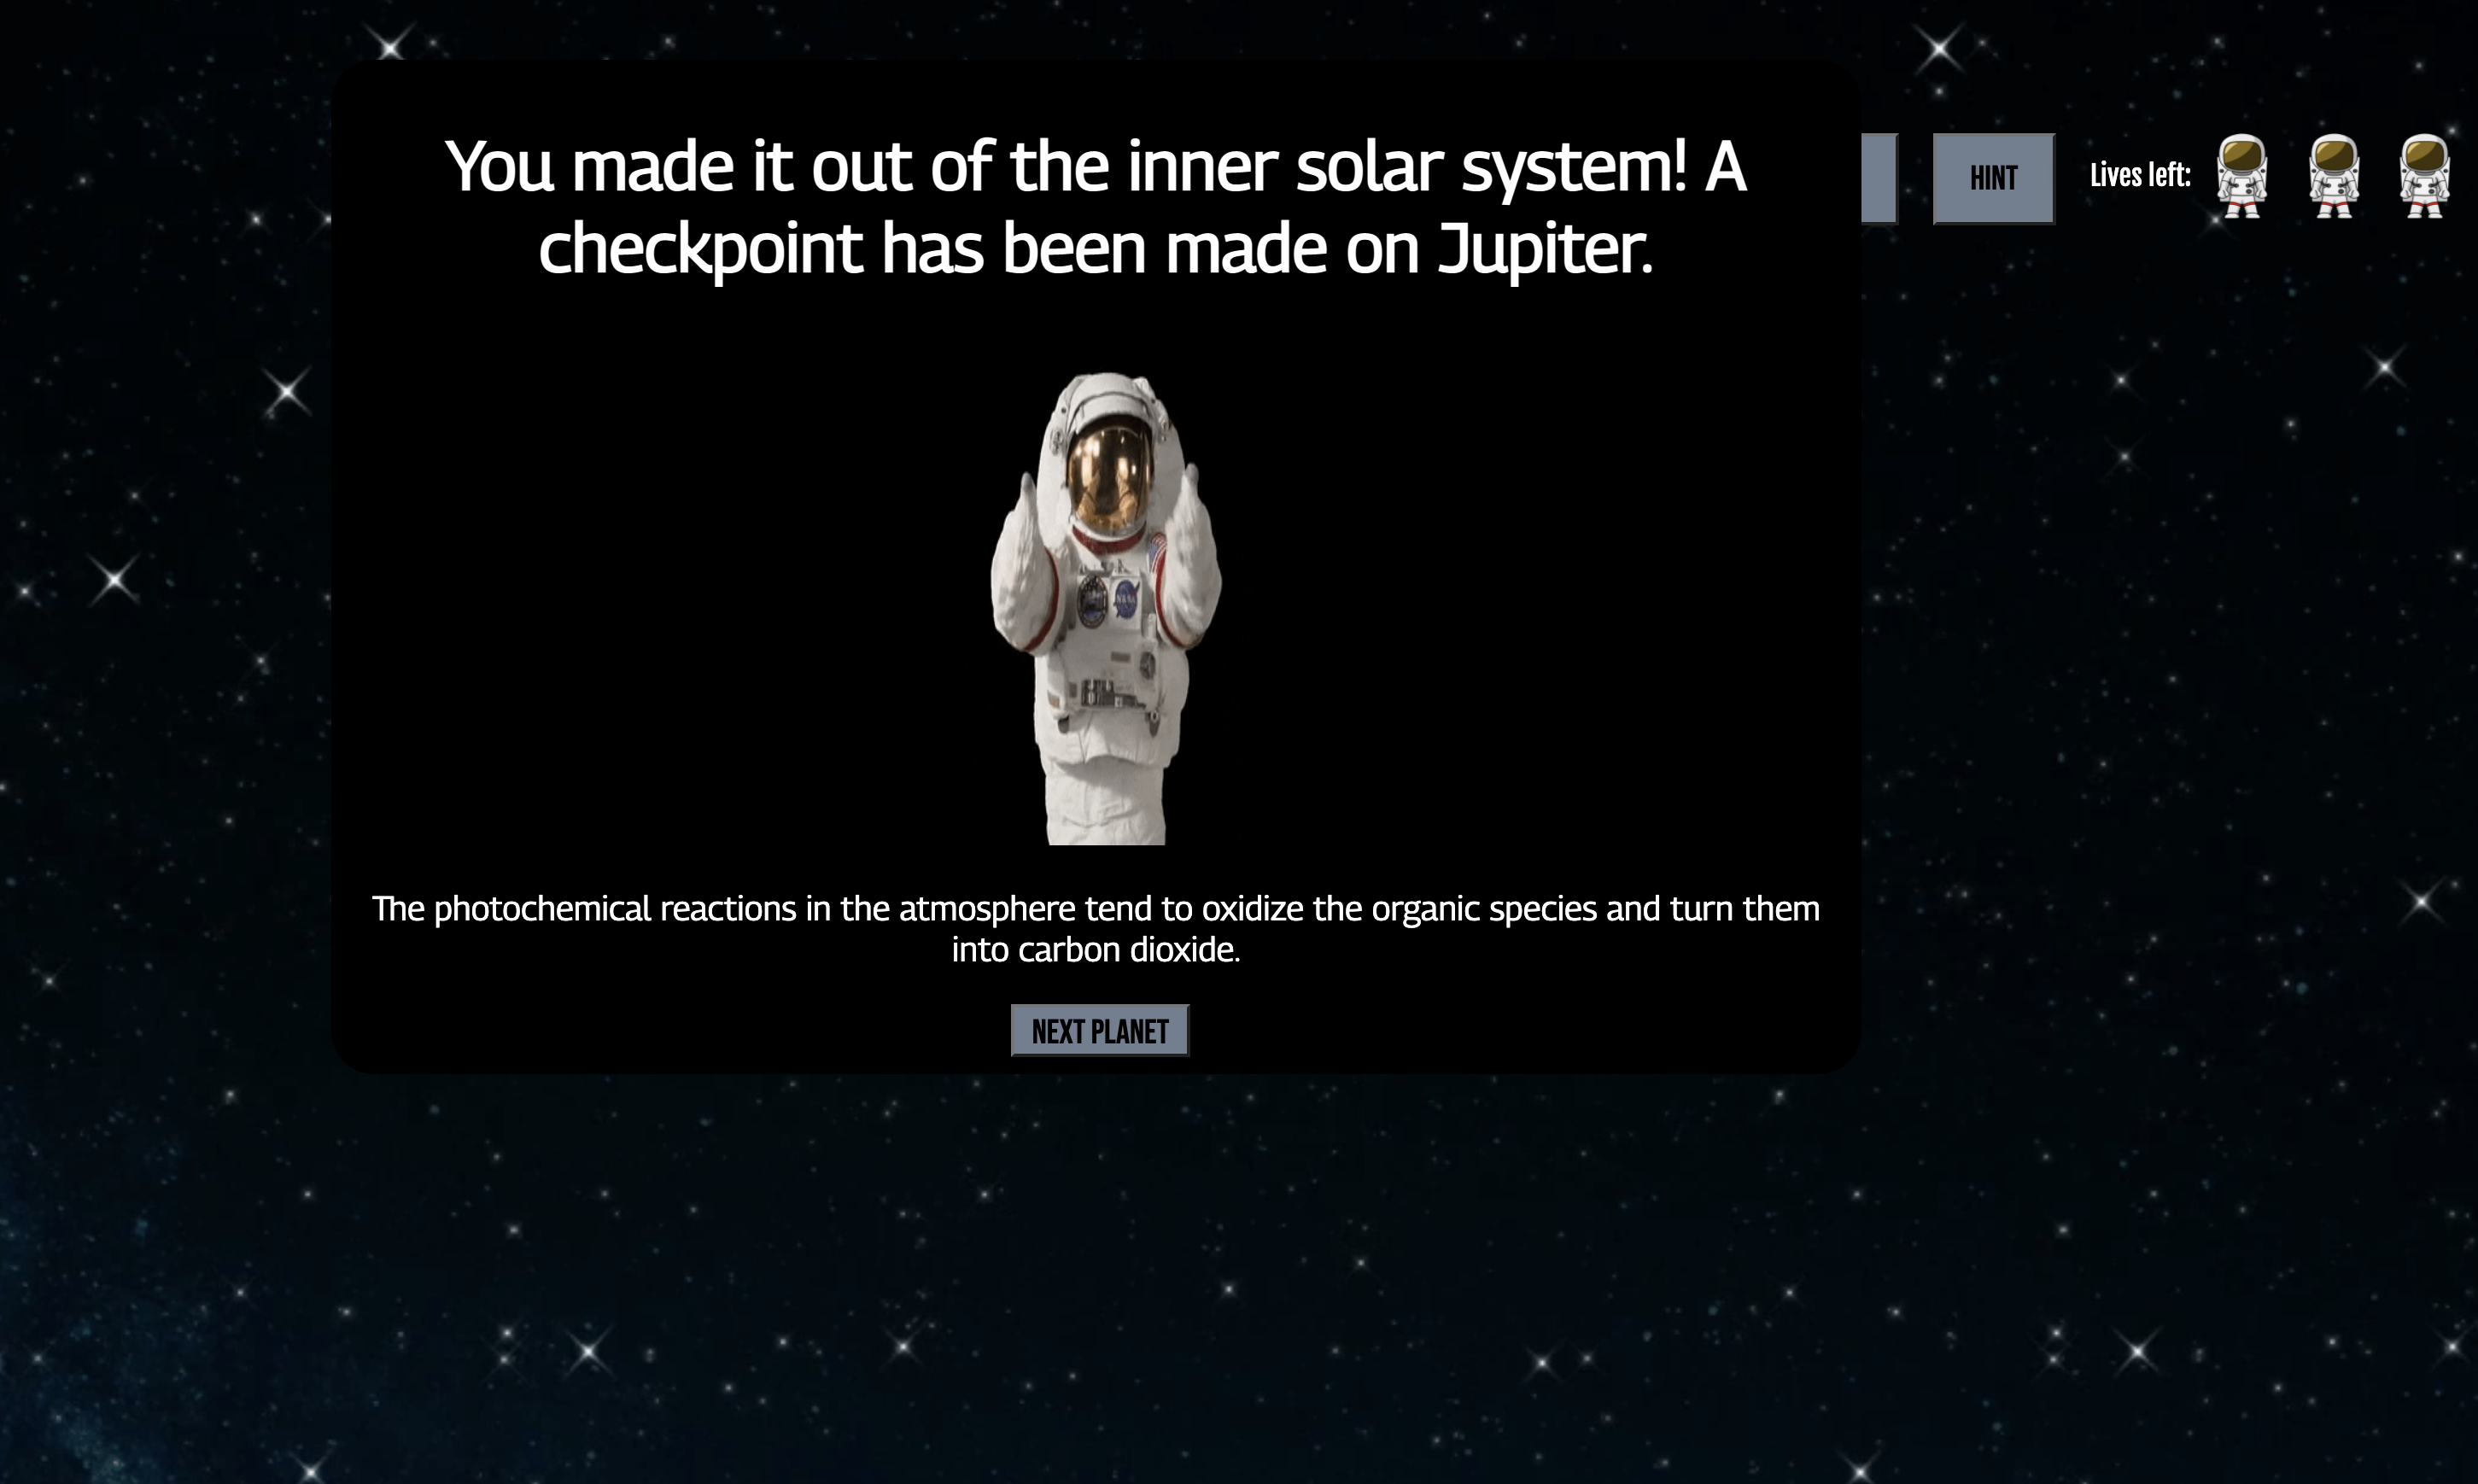 You made it out of the inner solar system! A
checkpoint has been made on Jupiter.
HINT
Lives left:
NASA
The photochemical reactions in the atmosphere tend to oxidize the organic species and turn them
into carbon dioxide.
NEXT PLANET